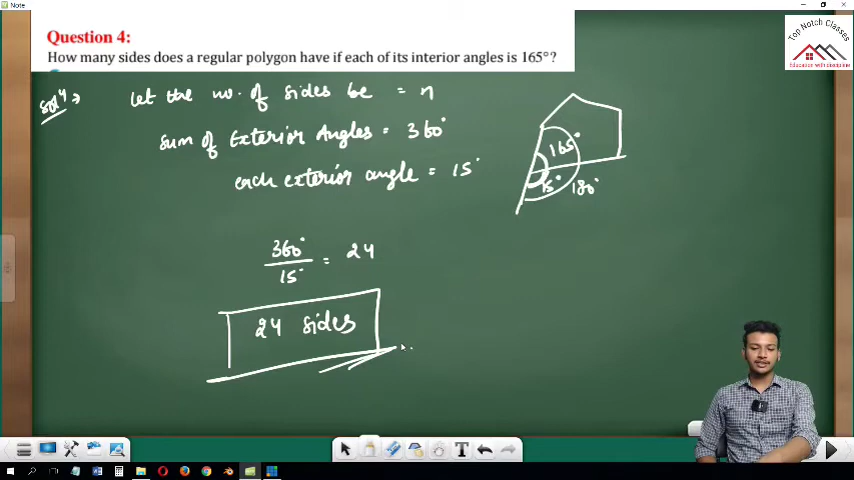 Note
Question 4:
How many sides does a regular polygon have if each of its interior angles is 165°?
Top Notch Classes
Education with discipline
Solⁿ ⇒ Let the no. of sides be = n
Sum of Exterior Angles = 360°
each exterior angle = 15°
165°
15° 180°
360°
15° = 24
24 sides